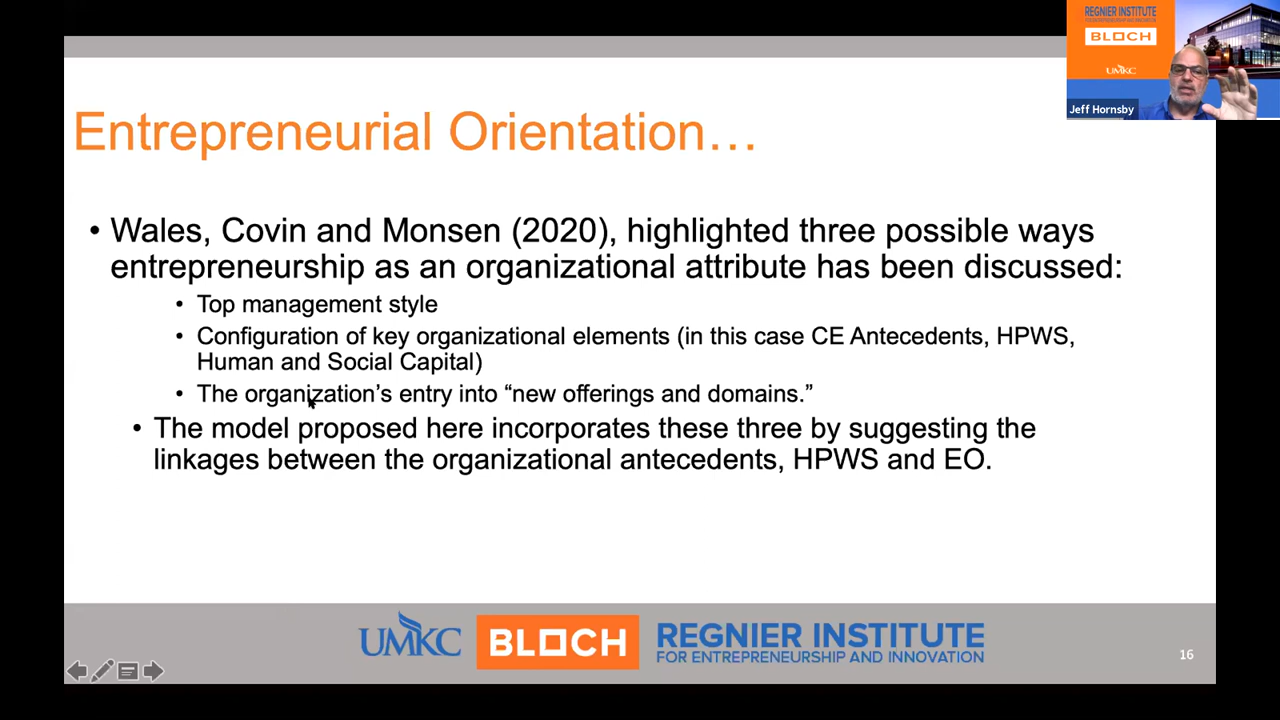 REGNIER INSTITUTE
FOR ENTREPRENEURSHIP AND INNOVATION
BLOCH
UMKC
Jeff Hornsby
Entrepreneurial Orientation…
• Wales, Covin and Monsen (2020), highlighted three possible ways
entrepreneurship as an organizational attribute has been discussed:
• Top management style
• Configuration of key organizational elements (in this case CE Antecedents, HPWS,
Human and Social Capital)
• The organization’s entry into “new offerings and domains.”
• The model proposed here incorporates these three by suggesting the
linkages between the organizational antecedents, HPWS and EO.
UMKC
BLOCH
REGNIER INSTITUTE
FOR ENTREPRENEURSHIP AND INNOVATION
16